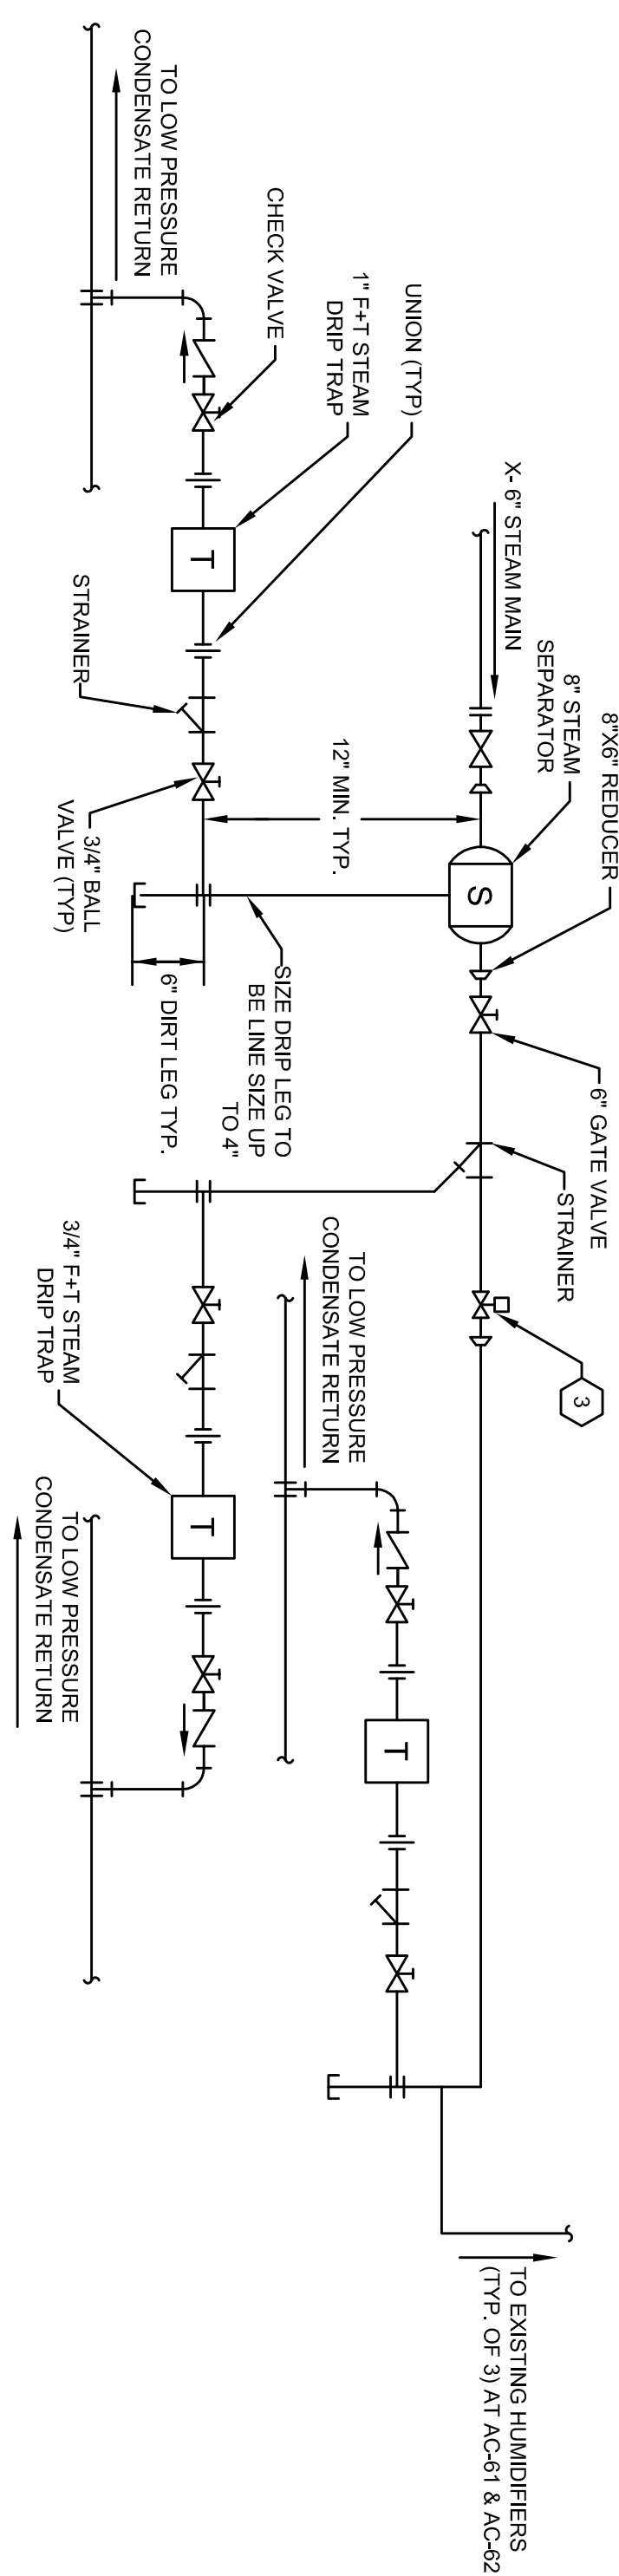 X- 6" STEAM MAIN
8" STEAM
SEPARATOR
8"X6" REDUCER
6" GATE VALVE
STRAINER
3
S
UNION (TYP)
1" F+T STEAM
DRIP TRAP
CHECK VALVE
TO LOW PRESSURE
CONDENSATE RETURN
T
STRAINER
3/4" BALL
VALVE (TYP)
12" MIN. TYP.
6" DIRT LEG TYP.
SIZE DRIP LEG TO
BE LINE SIZE UP
TO 4"
TO LOW PRESSURE
CONDENSATE RETURN
T
3/4" F+T STEAM
DRIP TRAP
T
TO LOW PRESSURE
CONDENSATE RETURN
TO EXISTING HUMIDIFIERS
(TYP. OF 3) AT AC-61 & AC-62